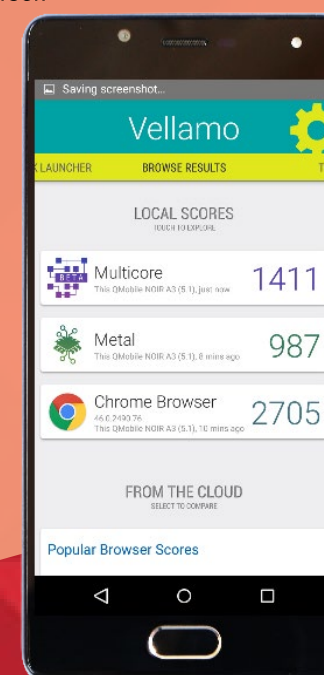 Saving screenshot...
Vellamo
LAUNCHER BROWSE RESULTS T
LOCAL SCORES
TOUCH TO EXPLORE
Multicore 1411
BETA
This QMobile NOIR A3 (5.1), just now
Metal 987
This QMobile NOIR A3 (5.1), 8 mins ago
Chrome Browser 2705
46.0.2490.76
This QMobile NOIR A3 (5.1), 10 mins ago
FROM THE CLOUD
SELECT TO COMPARE
Popular Browser Scores